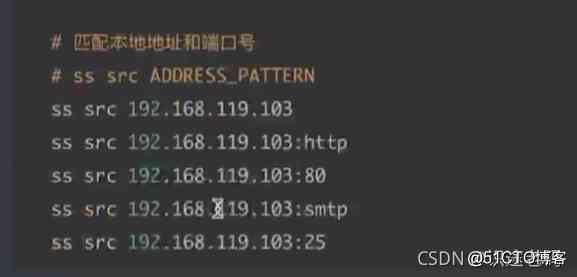 # 匹配本地地址和端口号
# ss src ADDRESS_PATTERN
ss src 192.168.119.103
ss src 192.168.119.103:http
ss src 192.168.119.103:80
ss src 192.168.119.103:smtp
ss src 192.168.119.103:25
CSDN @51CTO博客